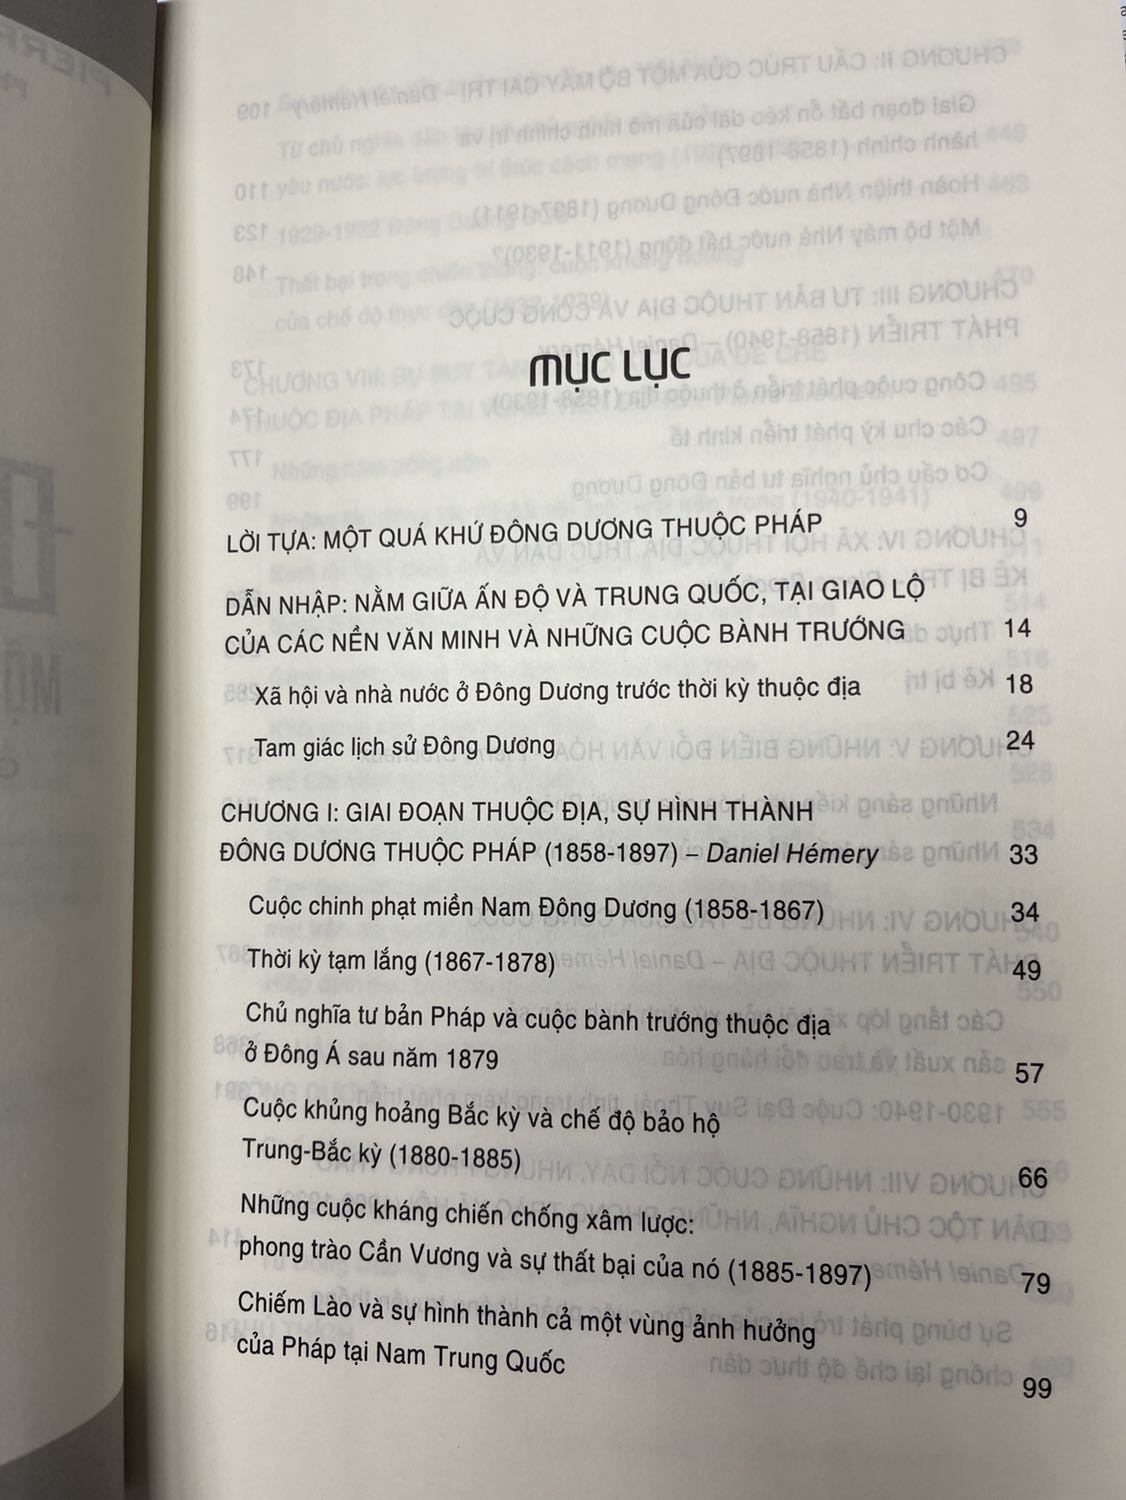 MỤC LỤC
LỜI TỰA: MỘT QUÁ KHỨ ĐÔNG DƯƠNG THUỘC PHÁP 9
DẪN NHẬP: NẰM GIỮA ẤN ĐỘ VÀ TRUNG QUỐC, TẠI GIAO LỘ
CỦA CÁC NỀN VĂN MINH VÀ NHỮNG CUỘC BÀNH TRƯỚNG 14
Xã hội và nhà nước ở Đông Dương trước thời kỳ thuộc địa 18
Tam giác lịch sử Đông Dương 24
CHƯƠNG I: GIAI ĐOẠN THUỘC ĐỊA, SỰ HÌNH THÀNH
ĐÔNG DƯƠNG THUỘC PHÁP (1858-1897) – Daniel Hémery 33
Cuộc chinh phạt miền Nam Đông Dương (1858-1867) 34
Thời kỳ tạm lắng (1867-1878) 49
Chủ nghĩa tư bản Pháp và cuộc bành trướng thuộc địa
ở Đông Á sau năm 1879 57
Cuộc khủng hoảng Bắc kỳ và chế độ bảo hộ
Trung-Bắc kỳ (1880-1885) 66
Những cuộc kháng chiến chống xâm lược:
phong trào Cần Vương và sự thất bại của nó (1885-1897) 79
Chiếm Lào và sự hình thành cả một vùng ảnh hưởng
của Pháp tại Nam Trung Quốc 99